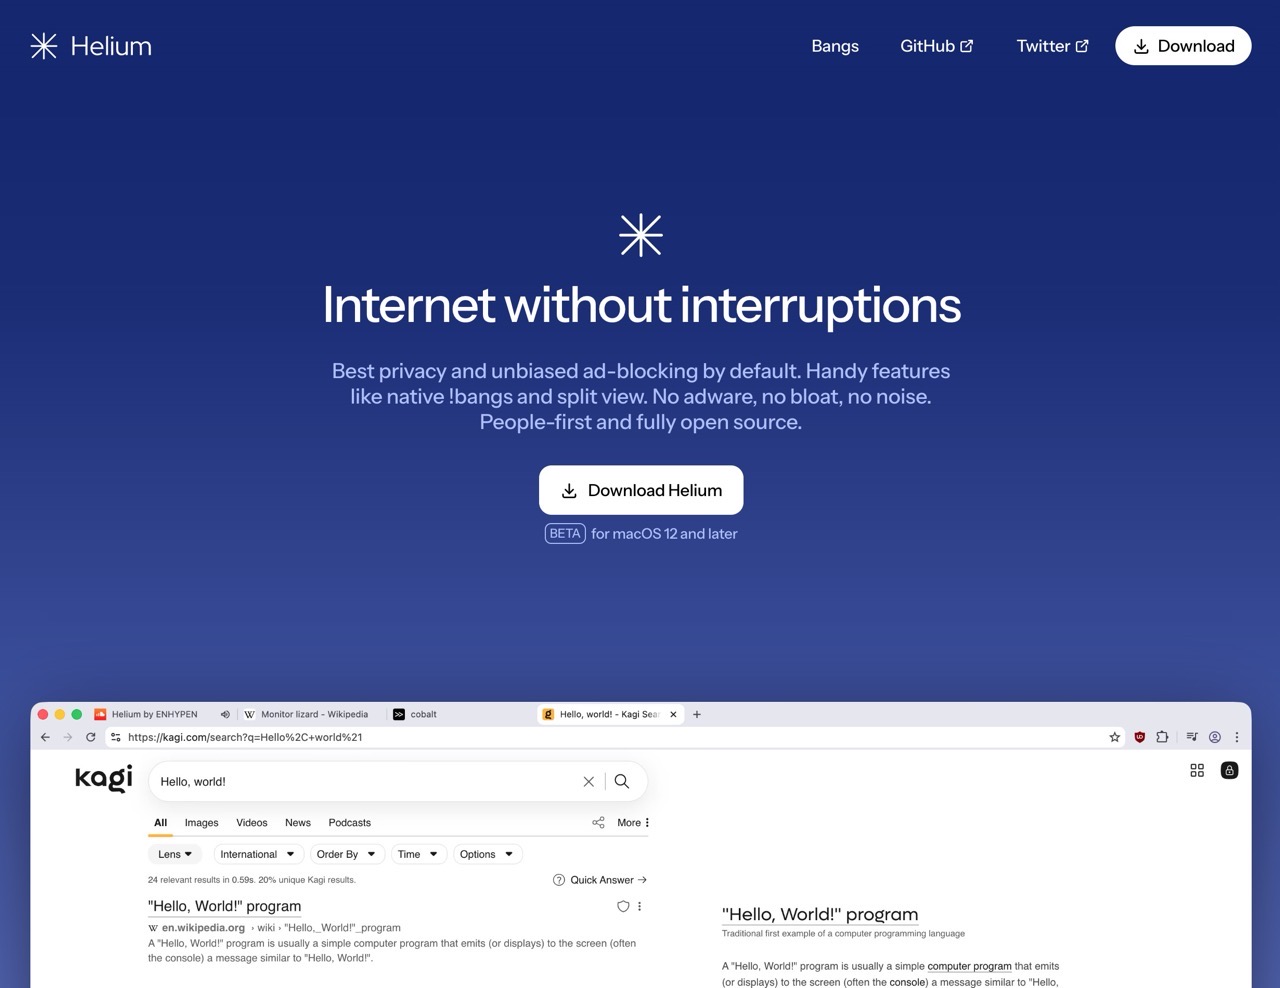 Helium
Bangs
GitHub
Twitter
Download
Internet without interruptions
Best privacy and unbiased ad-blocking by default. Handy features
like native !bangs and split view. No adware, no bloat, no noise.
People-first and fully open source.
Download Helium
BETA for macOS 12 and later
Helium by ENHYPEN
Monitor lizard - Wikipedia
cobalt
Hello, world! - Kagi Sear
https://kagi.com/search?q=Hello%2C+world%21
kagi
Hello, world!
All Images Videos News Podcasts
More
Lens
International
Order By
Time
Options
24 relevant results in 0.59s. 20% unique Kagi results.
Quick Answer
"Hello, World!" program
W en.wikipedia.org › wiki › "Hello,_World!"_program
A "Hello, World!" program is usually a simple computer program that emits (or displays) to the screen (often
the console) a message similar to "Hello, World!".
"Hello, World!" program
Traditional first example of a computer programming language
A "Hello, World!" program is usually a simple computer program that emits
(or displays) to the screen (often the console) a message similar to "Hello,